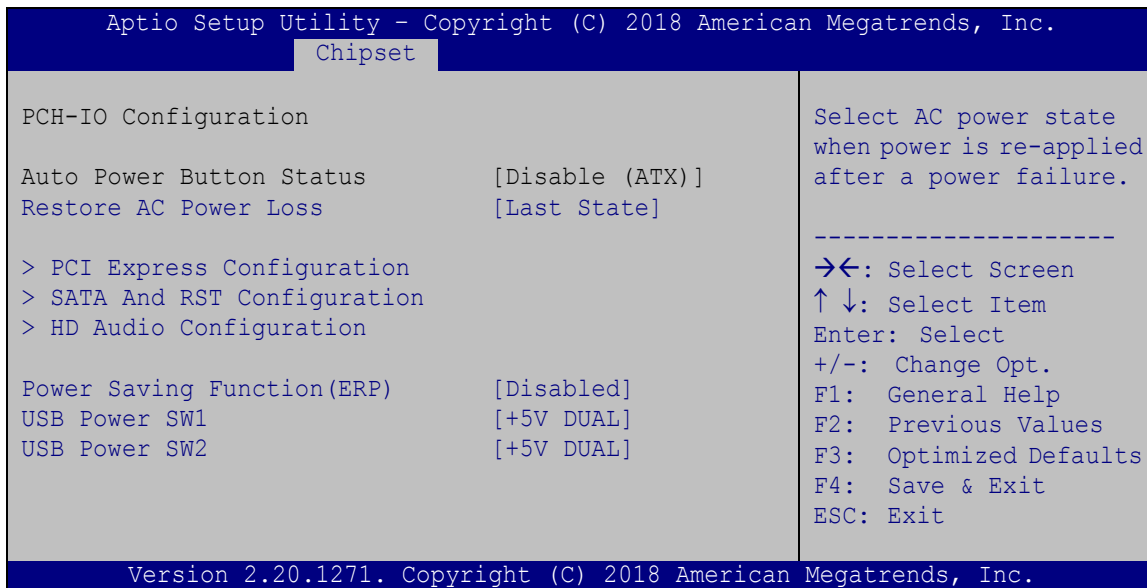 Aptio Setup Utility – Copyright (C) 2018 American Megatrends, Inc.
Chipset
PCH-IO Configuration
Auto Power Button Status [Disable (ATX)]
Restore AC Power Loss [Last State]
> PCI Express Configuration
> SATA And RST Configuration
> HD Audio Configuration
Power Saving Function(ERP) [Disabled]
USB Power SW1 [+5V DUAL]
USB Power SW2 [+5V DUAL]
Select AC power state
when power is re-applied
after a power failure.
---------------------
→←: Select Screen
↑ ↓: Select Item
Enter: Select
+/-: Change Opt.
F1: General Help
F2: Previous Values
F3: Optimized Defaults
F4: Save & Exit
ESC: Exit
Version 2.20.1271. Copyright (C) 2018 American Megatrends, Inc.